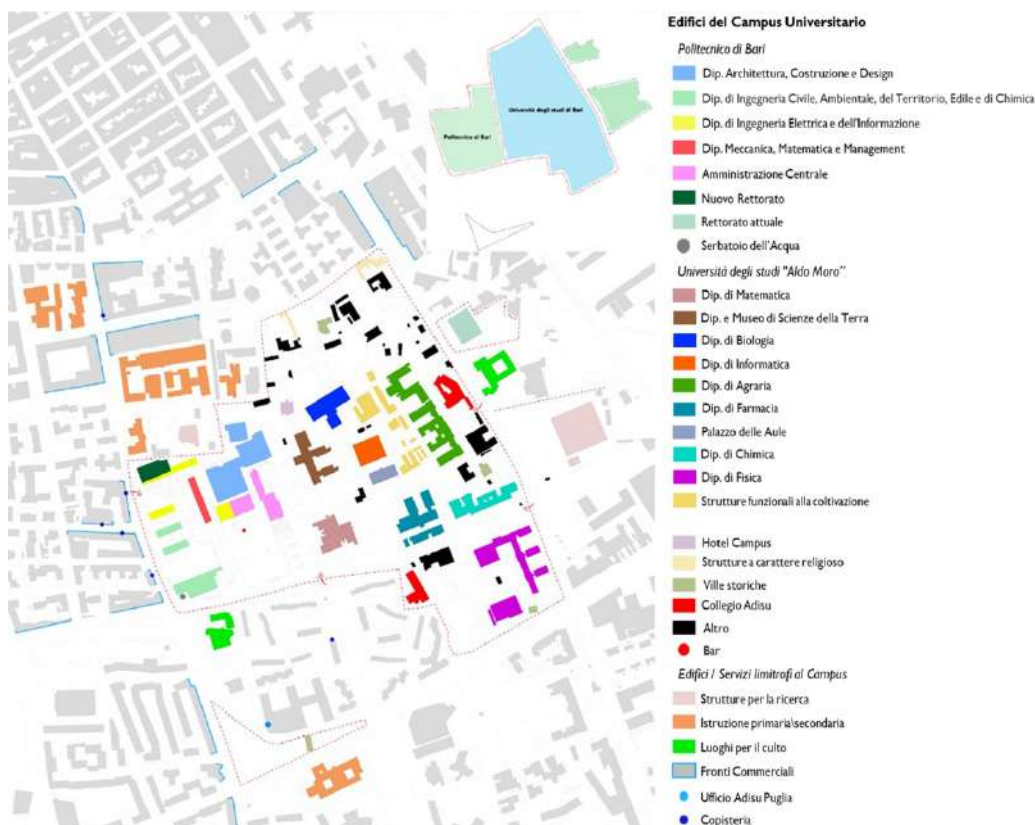 Università degli studi di Bari
Politecnico di Bari
Edifici del Campus Universitario
Politecnico di Bari
Dip. Architettura, Costruzione e Design
Dip. di Ingegneria Civile, Ambientale, del Territorio, Edile e di Chimica
Dip. di Ingegneria Elettrica e dell'Informazione
Dip. Meccanica, Matematica e Management
Amministrazione Centrale
Nuovo Rettorato
Rettorato attuale
Serbatoio dell'Acqua
Università degli studi "Aldo Moro"
Dip. di Matematica
Dip. e Museo di Scienze della Terra
Dip. di Biologia
Dip. di Informatica
Dip. di Agraria
Dip. di Farmacia
Palazzo delle Aule
Dip. di Chimica
Dip. di Fisica
Strutture funzionali alla coltivazione
Hotel Campus
Strutture a carattere religioso
Ville storiche
Collegio Adisu
Altro
Bar
Edifici / Servizi limitrofi al Campus
Strutture per la ricerca
Istruzione primaria\secondaria
Luoghi per il culto
Fronti Commerciali
Ufficio Adisu Puglia
Copisteria